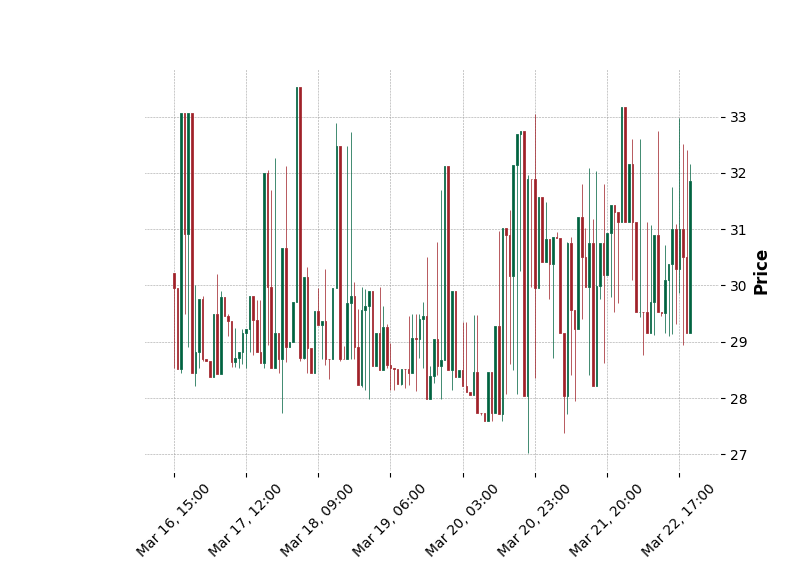 33
32
31
30
29
28
27
Price
Mar 16, 15:00
Mar 17, 12:00
Mar 18, 09:00
Mar 19, 06:00
Mar 20, 03:00
Mar 20, 23:00
Mar 21, 20:00
Mar 22, 17:00